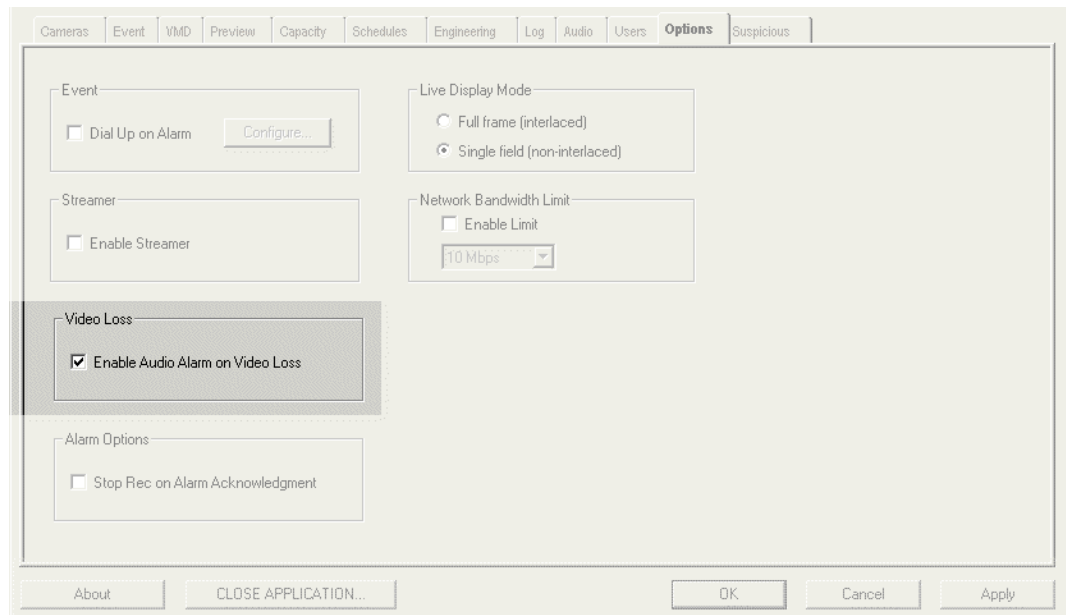 Cameras Event VMD Preview Capacity Schedules Engineering Log Audio Users Options Suspicious
Event
Dial Up on Alarm Configure...
Live Display Mode
Full frame (interlaced)
Single field (non-interlaced)
Streamer
Enable Streamer
Network Bandwidth Limit
Enable Limit
10 Mbps
Video Loss
Enable Audio Alarm on Video Loss
Alarm Options
Stop Rec on Alarm Acknowledgment
About CLOSE APPLICATION... OK Cancel Apply